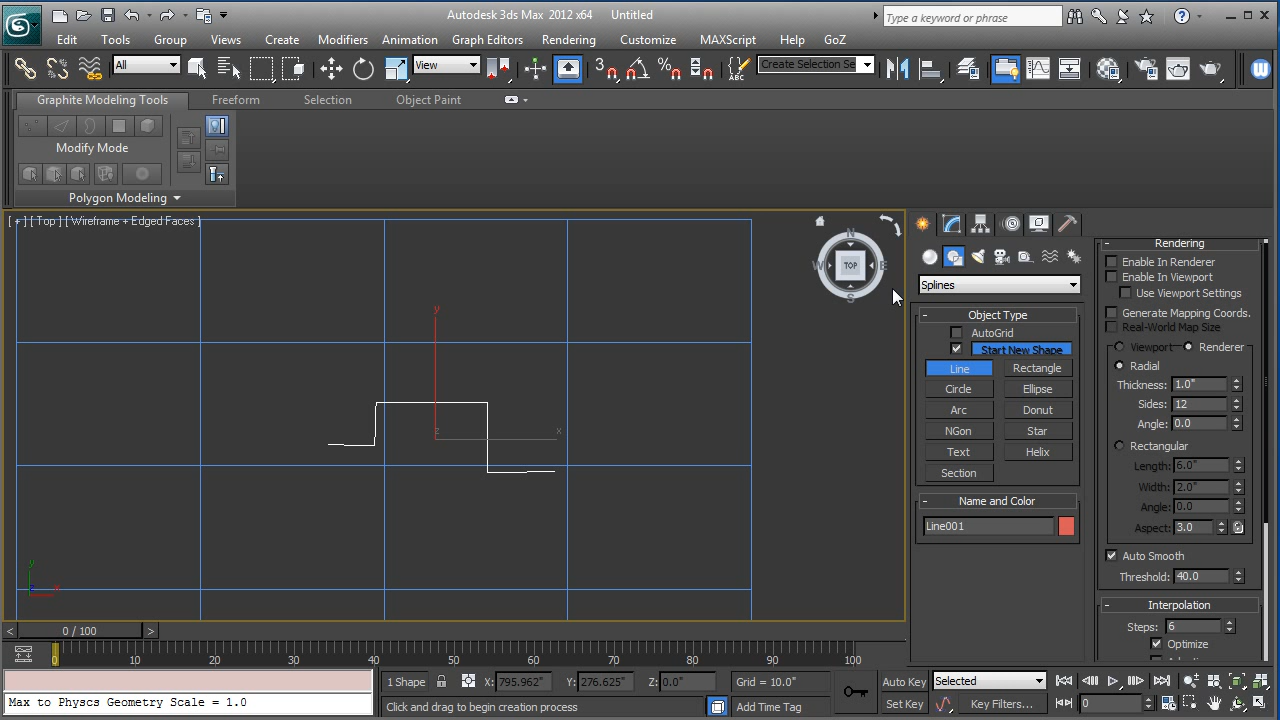 Autodesk 3ds Max 2012 x64 Untitled
Type a keyword or phrase
Edit Tools Group Views Create Modifiers Animation Graph Editors Rendering Customize MAXScript Help GoZ
All View Create Selection Se
Graphite Modeling Tools Freeform Selection Object Paint
Modify Mode
Polygon Modeling
[ + ] [ Top ] [ Wireframe + Edged Faces ]
N
W TOP E
S
y
z x
y
z x
Splines
- Object Type
AutoGrid
Start New Shape
Line Rectangle
Circle Ellipse
Arc Donut
NGon Star
Text Helix
Section
- Name and Color
Line001
- Rendering
Enable In Renderer
Enable In Viewport
Use Viewport Settings
Generate Mapping Coords.
Real-World Map Size
Viewport Renderer
Radial
Thickness: 1.0"
Sides: 12
Angle: 0.0
Rectangular
Length: 6.0"
Width: 2.0"
Angle: 0.0
Aspect: 3.0
Auto Smooth
Threshold: 40.0
- Interpolation
Steps: 6
Optimize
< 0 / 100 >
0 10 20 30 40 50 60 70 80 90 100
1 Shape X: 795.962" Y: 276.625" Z: 0.0" Grid = 10.0" Auto Key Selected
Max to Physcs Geometry Scale = 1.0
Click and drag to begin creation process Add Time Tag Set Key Key Filters... 0